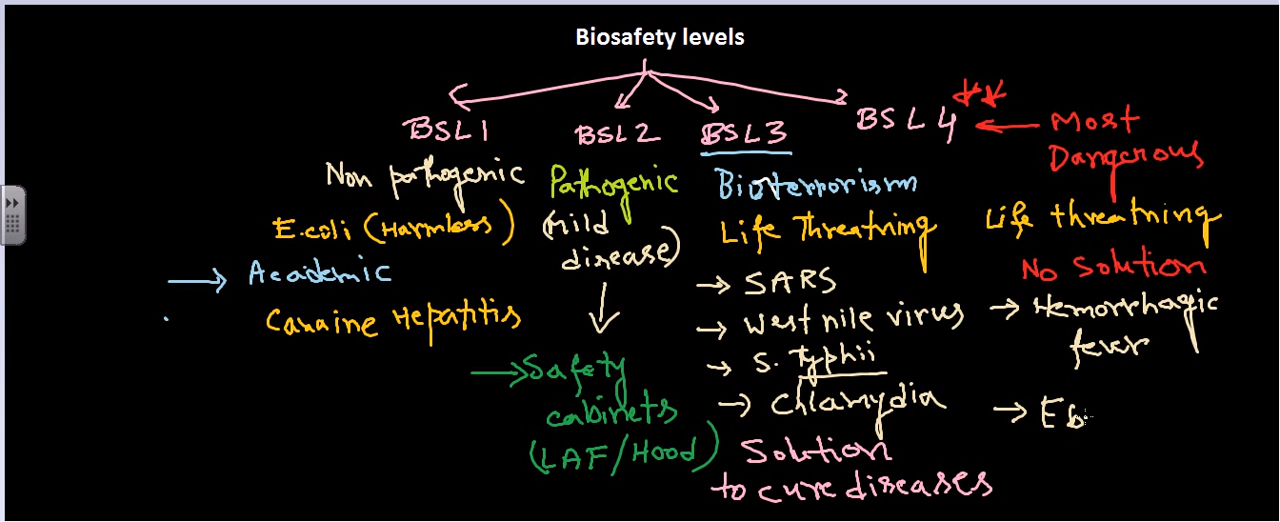 Biosafety levels
BSL1
Non pathogenic
E.coli (Harmless)
Academic
Canaine Hepatitis
BSL2
Pathogenic
(Mild
disease)
Safety
cabinets
(LAF/Hood)
BSL3
Bioterrorism
Life Threatning
SARS
West nile virus
S. Typhii
Chlamydia
Solution
to cure diseases
BSL4
Most
Dangerous
Life threatning
No Solution
Hemorrhagic
fever
Eb